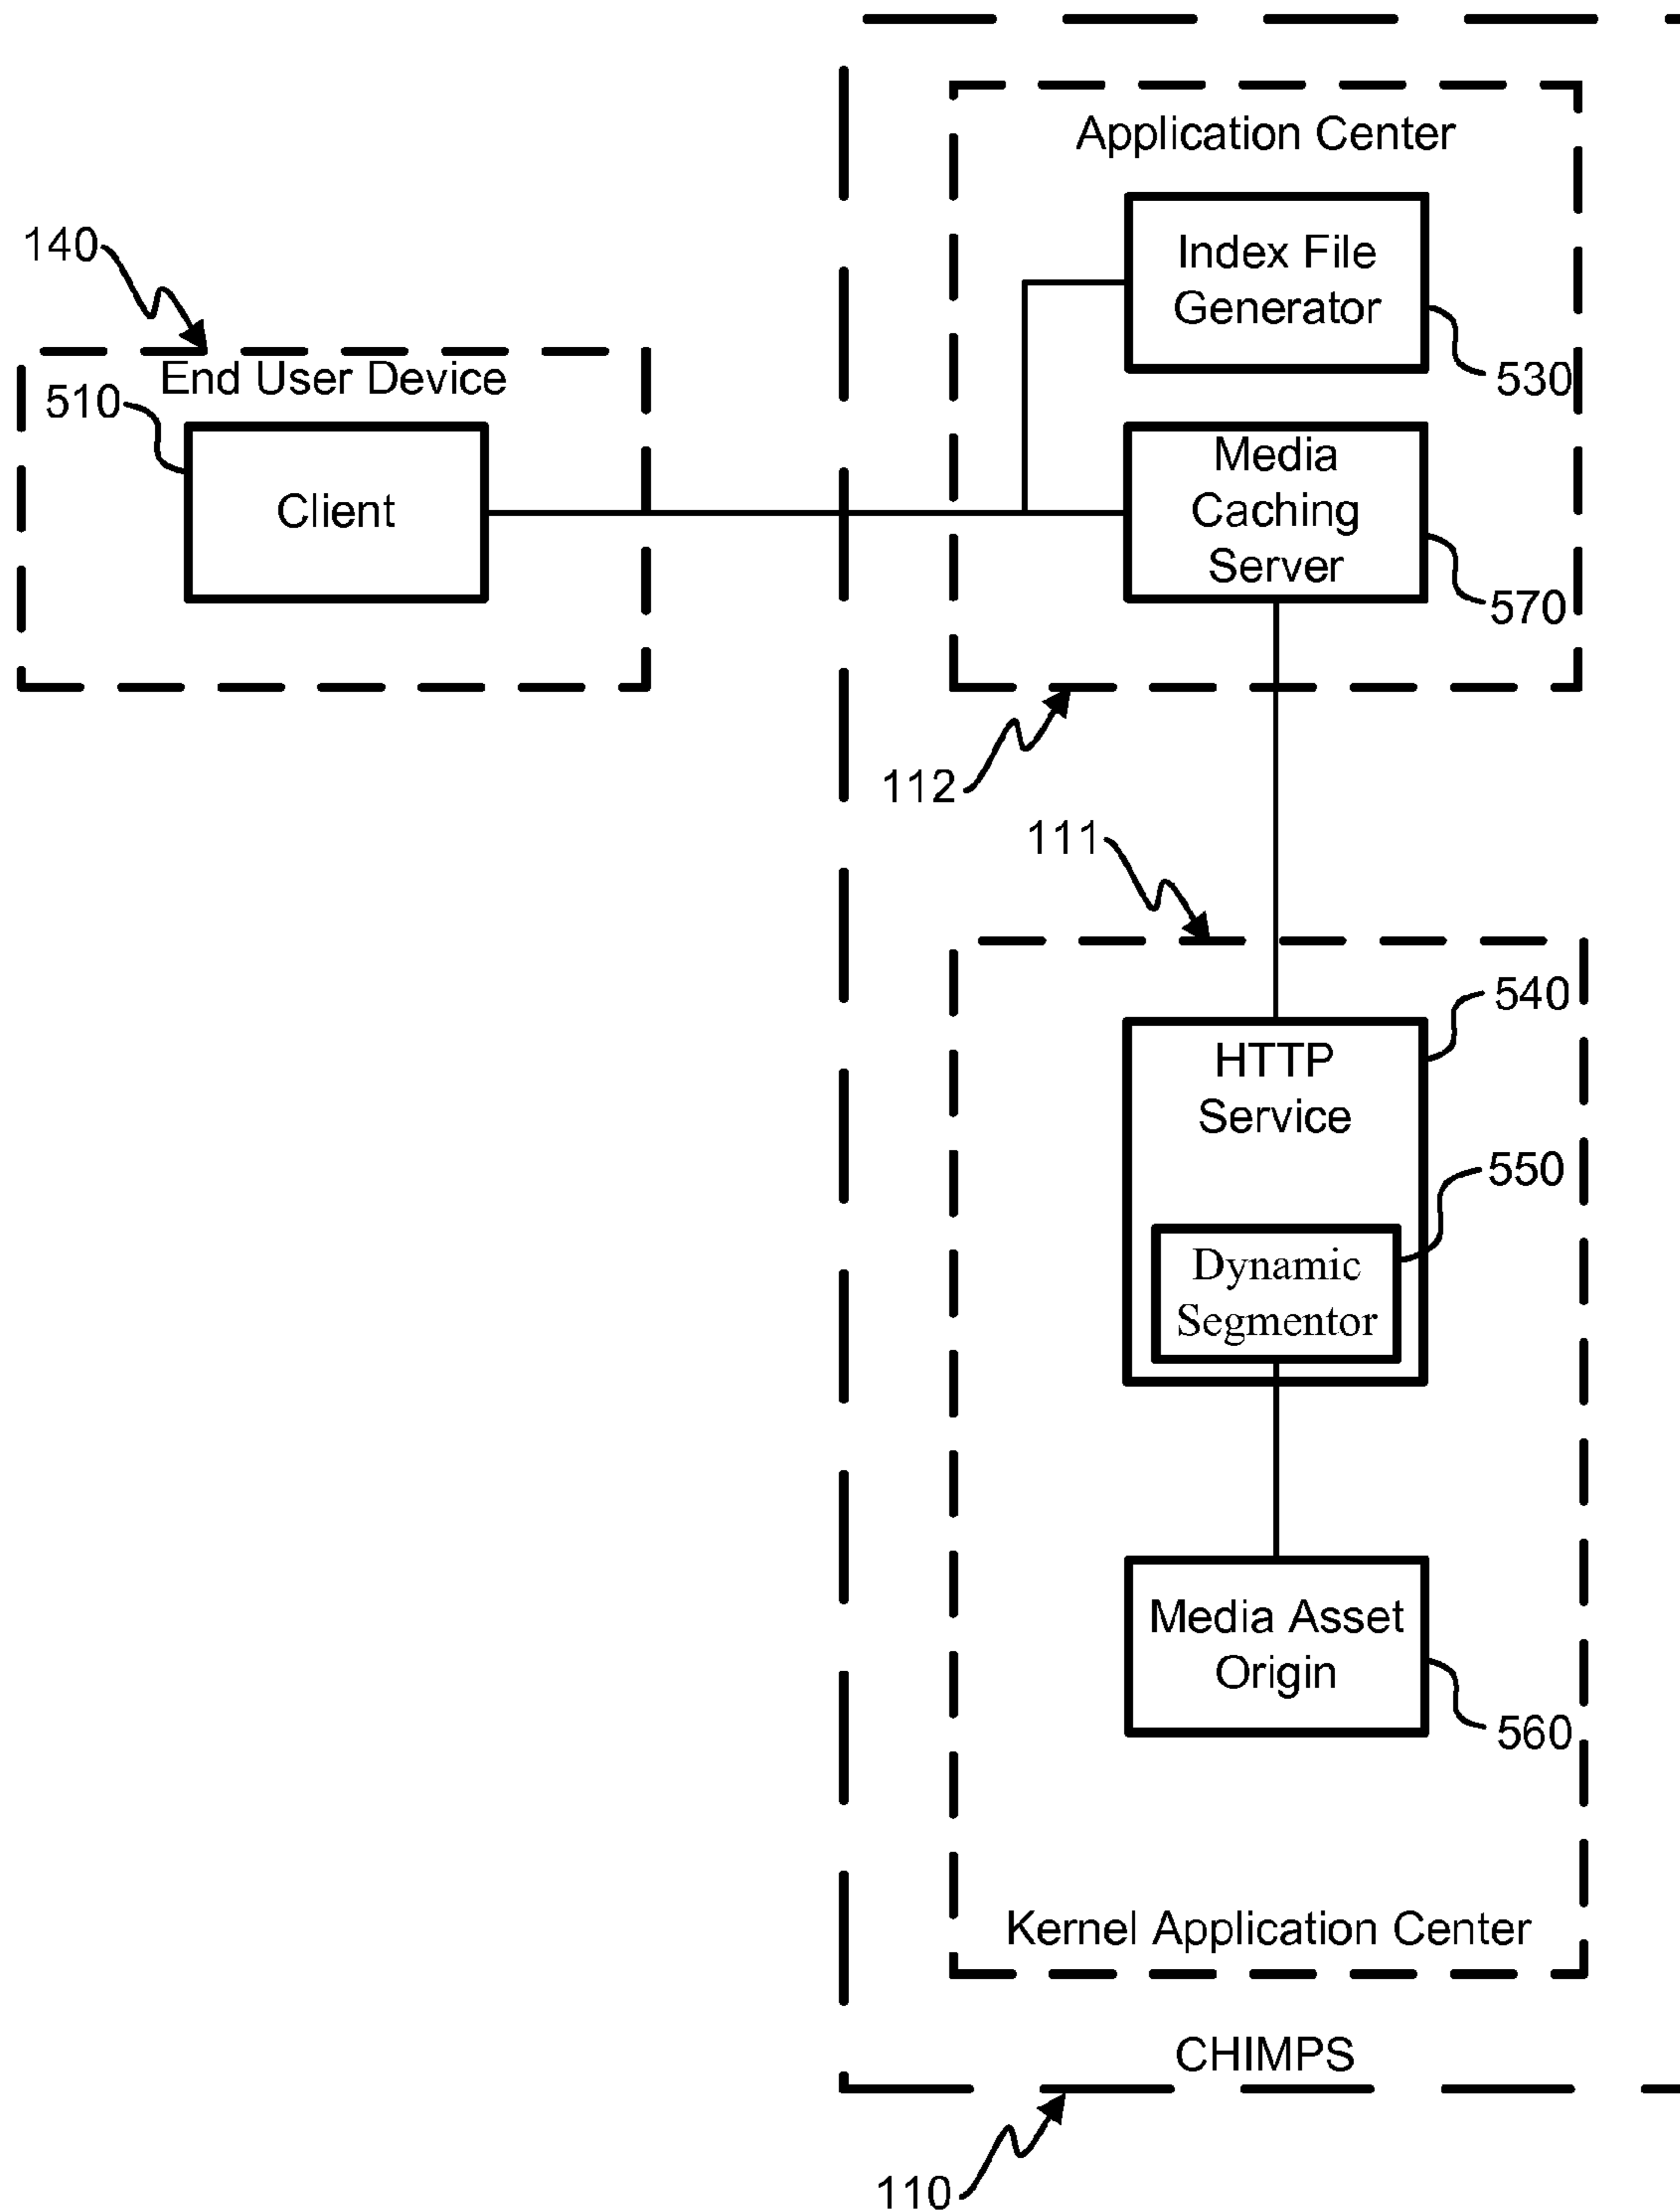 Application Center
Index File
Generator
530
140
End User Device
510
Client
Media
Caching
Server
570
112
111
540
HTTP
Service
550
Dynamic
Segmentor
Media Asset
Origin
560
Kernel Application Center
CHIMPS
110